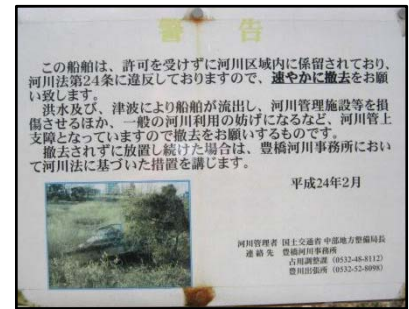 警 告
この船舶は、許可を受けずに河川区域内に係留されており、
河川法第24条に違反しておりますので、速やかに撤去をお願
い致します。
洪水及び、津波により船舶が流出し、河川管理施設等を損
傷させるほか、一般の河川利用の妨げになるなど、河川管上
支障となっていますので撤去をお願いするものです。
撤去されずに放置し続けた場合は、豊橋河川事務所におい
て河川法に基づいた措置を講じます。
平成24年2月
河川管理者 国土交通省 中部地方整備局長
連絡先 豊橋河川事務所
占用調整課 (0532-48-8112)
豊川出張所 (0532-52-8098)